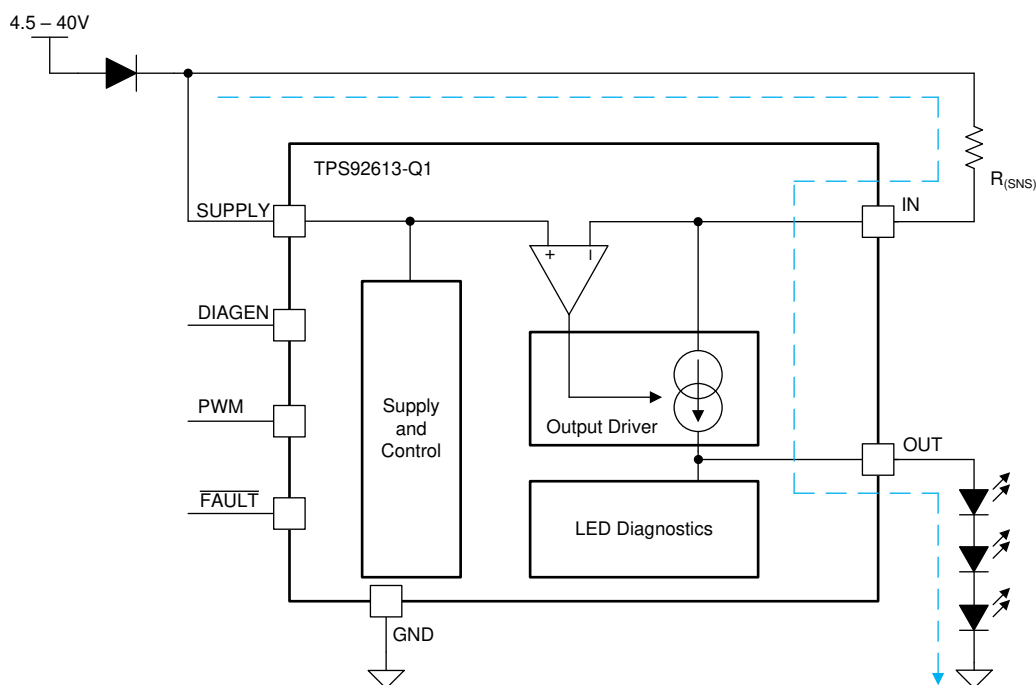 4.5 – 40V
TPS92613-Q1
R(SNS)
SUPPLY
IN
+
–
DIAGEN
PWM
Supply
and
Control
Output Driver
OUT
FAULT
LED Diagnostics
GND